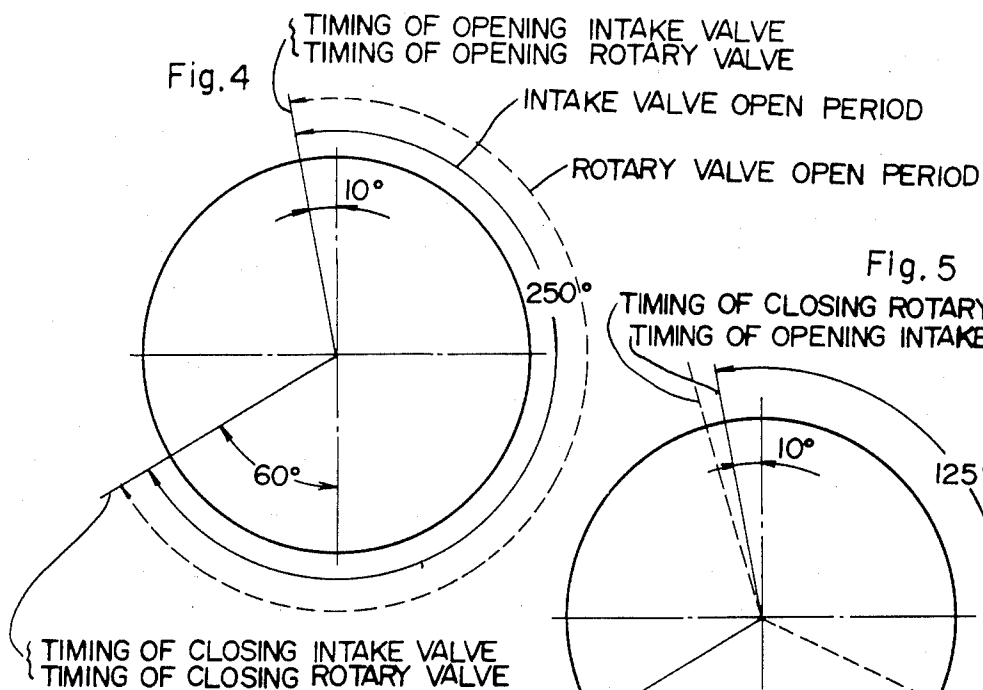 TIMING OF OPENING INTAKE VALVE
TIMING OF OPENING ROTARY VALVE
Fig. 4
INTAKE VALVE OPEN PERIOD
ROTARY VALVE OPEN PERIOD
10°
250°
60°
TIMING OF CLOSING INTAKE VALVE
TIMING OF CLOSING ROTARY VALVE
Fig. 5
TIMING OF CLOSING ROTARY
TIMING OF OPENING INTAKE
10°
125°